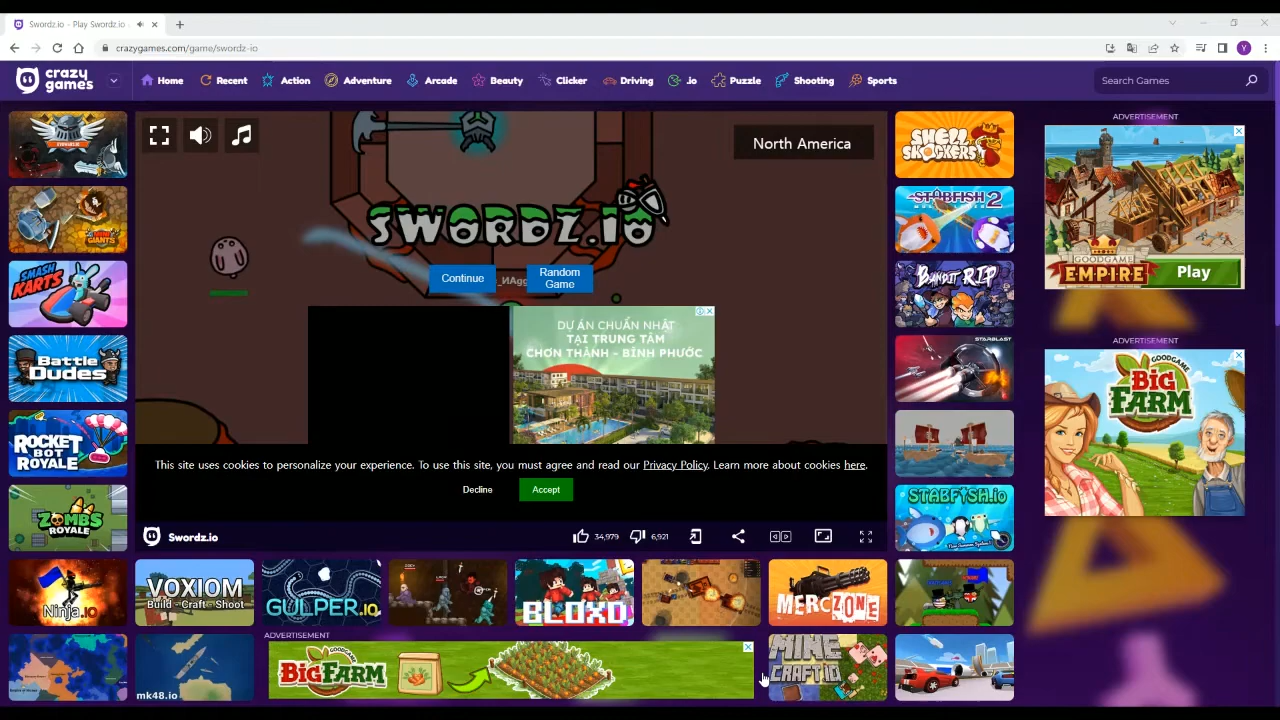 Swordz.io - Play Swordz.io
crazygames.com/game/swordz-io
Y
crazy games
Home
Recent
Action
Adventure
Arcade
Beauty
Clicker
Driving
.io
Puzzle
Shooting
Sports
Search Games
North America
SWORDZ.IO
Continue
Random
Game
DỰ ÁN CHUẨN NHẬT
TẠI TRUNG TÂM
CHƠN THÀNH - BÌNH PHƯỚC
This site uses cookies to personalize your experience. To use this site, you must agree and read our Privacy Policy. Learn more about cookies here.
Decline
Accept
Swordz.io
34,979
6,921
SMASH
KARTS
Battle
Dudes
ROCKET
BOT
ROYALE
ZOMBS
ROYALE
Ninja.io
VOXIOM
Build - Craft - Shoot
GULPER.IO
BLOXD
MERCZONE
mk48.io
ADVERTISEMENT
GOODGAME
BIGFARM
MINE
CRAFT.IO
SHELL
SHOCKERS
STABFISH 2
BANDIT RIP
STARBLAST
STABFISH.IO
ADVERTISEMENT
GOODGAME
EMPIRE
Play
ADVERTISEMENT
GOODGAME
BIG
FARM